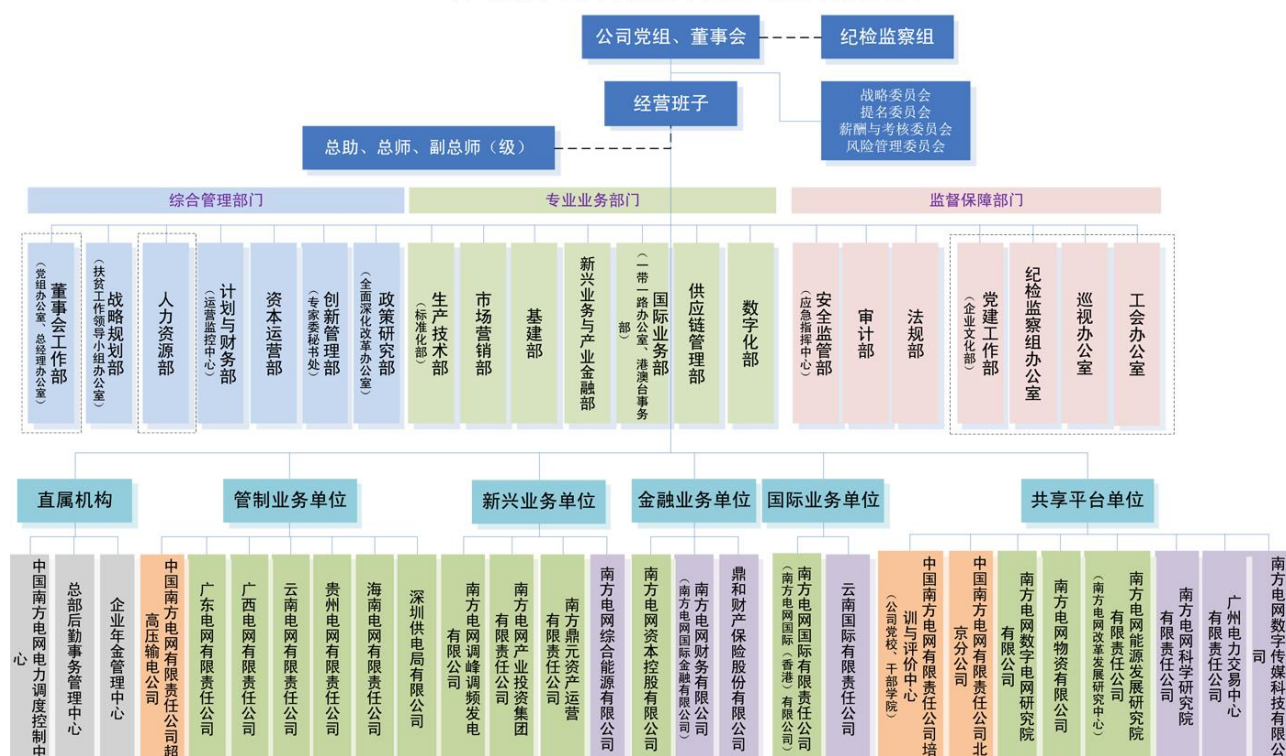 公司党组、董事会
纪检监察组
经营班子
战略委员会
提名委员会
薪酬与考核委员会
风险管理委员会
总助、总师、副总师（级）
综合管理部门
专业业务部门
监督保障部门
董事会工作部
（党组办公室、总经理办公室）
战略规划部
（扶贫工作领导小组办公室）
人力资源部
计划与财务部
（运营监控中心）
资本运营部
创新管理部
（专家委秘书处）
政策研究部
（全面深化改革办公室）
生产技术部
（标准化部）
市场营销部
基建部
新兴业务与产业金融部
国际业务部
（一带一路办公室、港澳台事务
部）
供应链管理部
数字化部
安全监管部
（应急指挥中心）
审计部
法规部
党建工作部
（企业文化部）
纪检监察组办公室
巡视办公室
工会办公室
直属机构
管制业务单位
新兴业务单位
金融业务单位
国际业务单位
共享平台单位
中国南方电网电力调度控制中
心
总部后勤事务管理中心
企业年金管理中心
中国南方电网有限责任公司超
高压输电公司
广东电网有限责任公司
广西电网有限责任公司
云南电网有限责任公司
贵州电网有限责任公司
海南电网有限责任公司
深圳供电局有限公司
南方电网调峰调频发电
有限公司
南方电网产业投资集团
有限责任公司
南方鼎元资产运营
有限责任公司
南方电网综合能源有限公司
南方电网资本控股有限公司
南方电网财务有限公司
（南方电网国际金融有限公司）
鼎和财产保险股份有限公司
南方电网国际有限责任公司
（南方电网国际（香港）有限公司）
云南国际有限责任公司
中国南方电网有限责任公司培
训与评价中心
（公司党校、干部学院）
中国南方电网有限责任公司北
京分公司
南方电网数字电网研究院
有限公司
南方电网物资有限公司
南方电网能源发展研究院
有限责任公司
（南方电网改革发展研究中心）
南方电网科学研究院
有限责任公司
广州电力交易中心
有限责任公司
南方电网数字传媒科技有限公
司